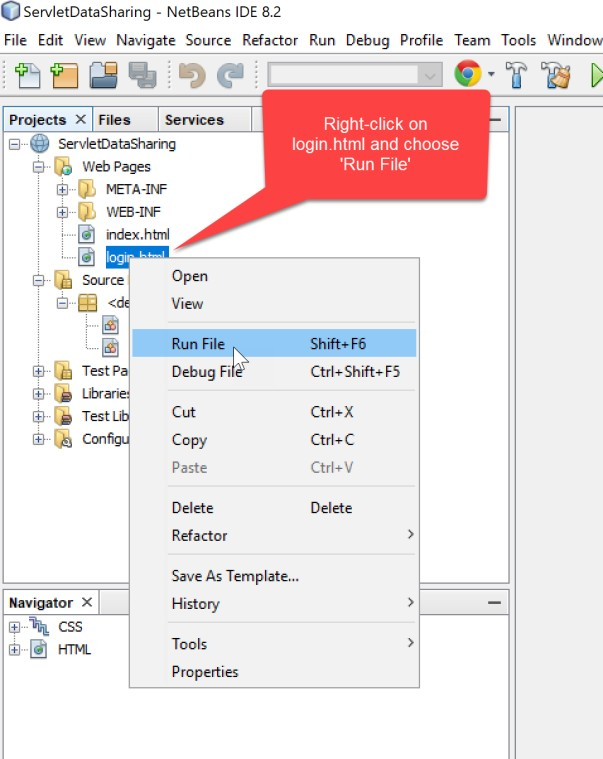 ServletDataSharing - NetBeans IDE 8.2
File Edit View Navigate Source Refactor Run Debug Profile Team Tools Window
Projects Files Services
Right-click on
login.html and choose
'Run File'
ServletDataSharing
Web Pages
META-INF
WEB-INF
index.html
login.html
Source
<de
Test Pa
Libraries
Test Lib
Configu
Open
View
Run File Shift+F6
Debug File Ctrl+Shift+F5
Cut Ctrl+X
Copy Ctrl+C
Paste Ctrl+V
Delete Delete
Refactor
Save As Template...
History
Tools
Properties
Navigator
CSS
HTML